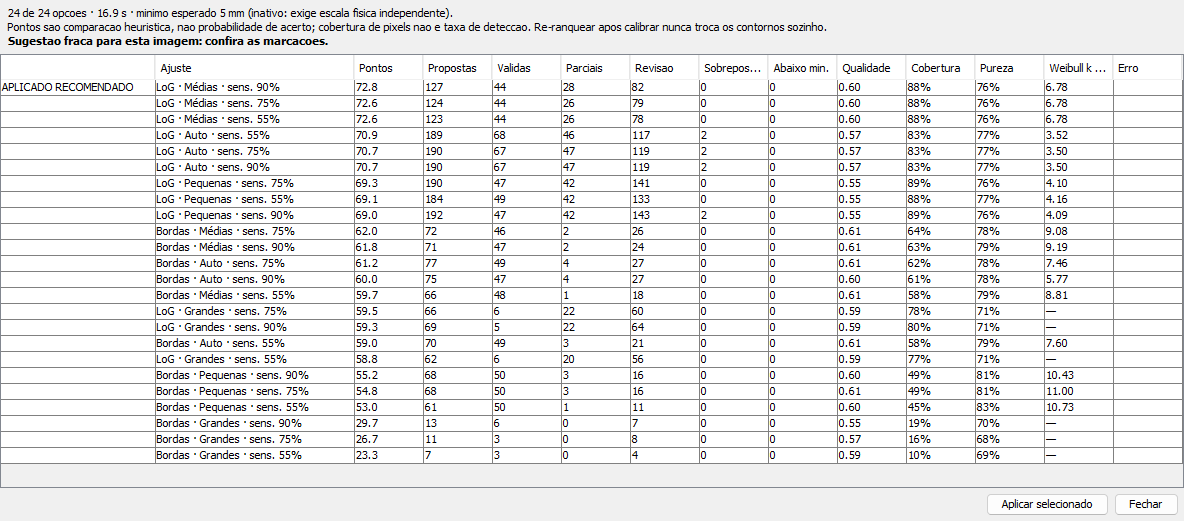 24 de 24 opcoes · 16.9 s · minimo esperado 5 mm (inativo: exige escala fisica independente).
Pontos sao comparacao heuristica, nao probabilidade de acerto; cobertura de pixels nao e taxa de deteccao. Re-ranquear apos calibrar nunca troca os contornos sozinho.
Sugestao fraca para esta imagem: confira as marcacoes.
Ajuste Pontos Propostas Validas Parciais Revisao Sobrepos... Abaixo min. Qualidade Cobertura Pureza Weibull k ... Erro
APLICADO RECOMENDADO LoG · Médias · sens. 90% 72.8 127 44 28 82 0 0 0.60 88% 76% 6.78
LoG · Médias · sens. 75% 72.6 124 44 26 79 0 0 0.60 88% 76% 6.78
LoG · Médias · sens. 55% 72.6 123 44 26 78 0 0 0.60 88% 76% 6.78
LoG · Auto · sens. 55% 70.9 189 68 46 117 2 0 0.57 83% 77% 3.52
LoG · Auto · sens. 75% 70.7 190 67 47 119 2 0 0.57 83% 77% 3.50
LoG · Auto · sens. 90% 70.7 190 67 47 119 2 0 0.57 83% 77% 3.50
LoG · Pequenas · sens. 75% 69.3 190 47 42 141 0 0 0.55 89% 76% 4.10
LoG · Pequenas · sens. 55% 69.1 184 49 42 133 0 0 0.55 88% 77% 4.16
LoG · Pequenas · sens. 90% 69.0 192 47 42 143 2 0 0.55 89% 76% 4.09
Bordas · Médias · sens. 75% 62.0 72 46 2 26 0 0 0.61 64% 78% 9.08
Bordas · Médias · sens. 90% 61.8 71 47 2 24 0 0 0.61 63% 79% 9.19
Bordas · Auto · sens. 75% 61.2 77 49 4 27 0 0 0.61 62% 78% 7.46
Bordas · Auto · sens. 90% 60.0 75 47 4 27 0 0 0.60 61% 78% 5.77
Bordas · Médias · sens. 55% 59.7 66 48 1 18 0 0 0.61 58% 79% 8.81
LoG · Grandes · sens. 75% 59.5 66 6 22 60 0 0 0.59 78% 71% —
LoG · Grandes · sens. 90% 59.3 69 5 22 64 0 0 0.59 80% 71% —
Bordas · Auto · sens. 55% 59.0 70 49 3 21 0 0 0.61 58% 79% 7.60
LoG · Grandes · sens. 55% 58.8 62 6 20 56 0 0 0.59 77% 71% —
Bordas · Pequenas · sens. 90% 55.2 68 50 3 16 0 0 0.60 49% 81% 10.43
Bordas · Pequenas · sens. 75% 54.8 68 50 3 16 0 0 0.61 49% 81% 11.00
Bordas · Pequenas · sens. 55% 53.0 61 50 1 11 0 0 0.60 45% 83% 10.73
Bordas · Grandes · sens. 90% 29.7 13 6 0 7 0 0 0.55 19% 70% —
Bordas · Grandes · sens. 75% 26.7 11 3 0 8 0 0 0.57 16% 68% —
Bordas · Grandes · sens. 55% 23.3 7 3 0 4 0 0 0.59 10% 69% —
Aplicar selecionado Fechar